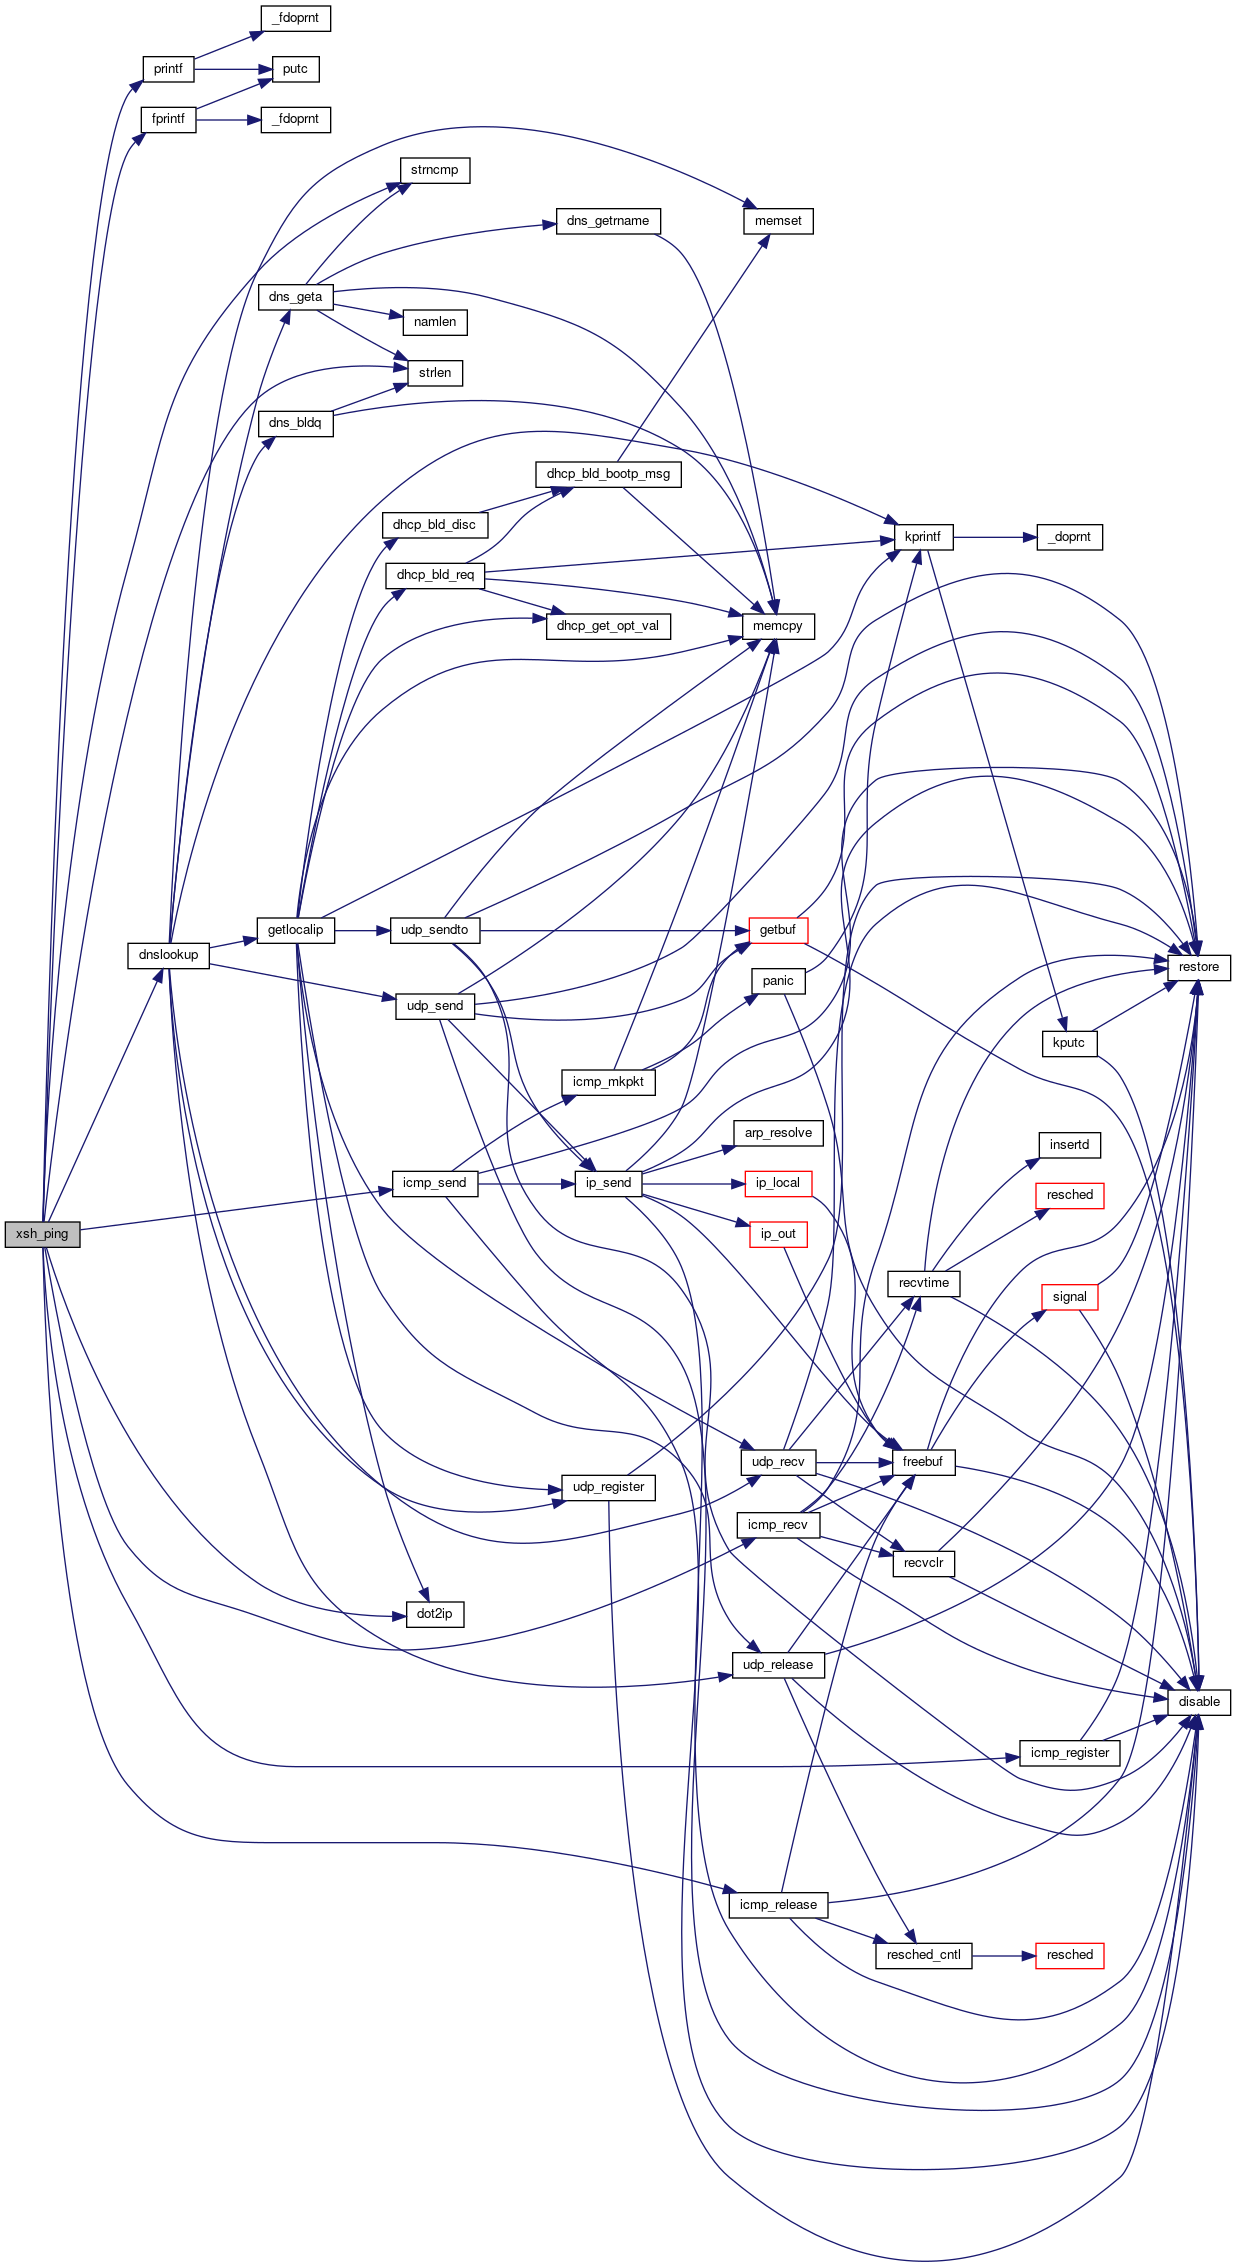 _fdoprnt
printf
putc
fprintf
_fdoprnt
strncmp
dns_getrname
memset
dns_geta
namlen
strlen
dns_bldq
dhcp_bld_bootp_msg
dhcp_bld_disc
kprintf
_doprnt
dhcp_bld_req
dhcp_get_opt_val
memcpy
getlocalip
udp_sendto
getbuf
dnslookup
restore
panic
udp_send
kputc
icmp_mkpkt
arp_resolve
insertd
icmp_send
ip_send
ip_local
resched
xsh_ping
ip_out
recvtime
signal
udp_recv
freebuf
udp_register
icmp_recv
recvclr
dot2ip
udp_release
disable
icmp_register
icmp_release
resched_cntl
resched